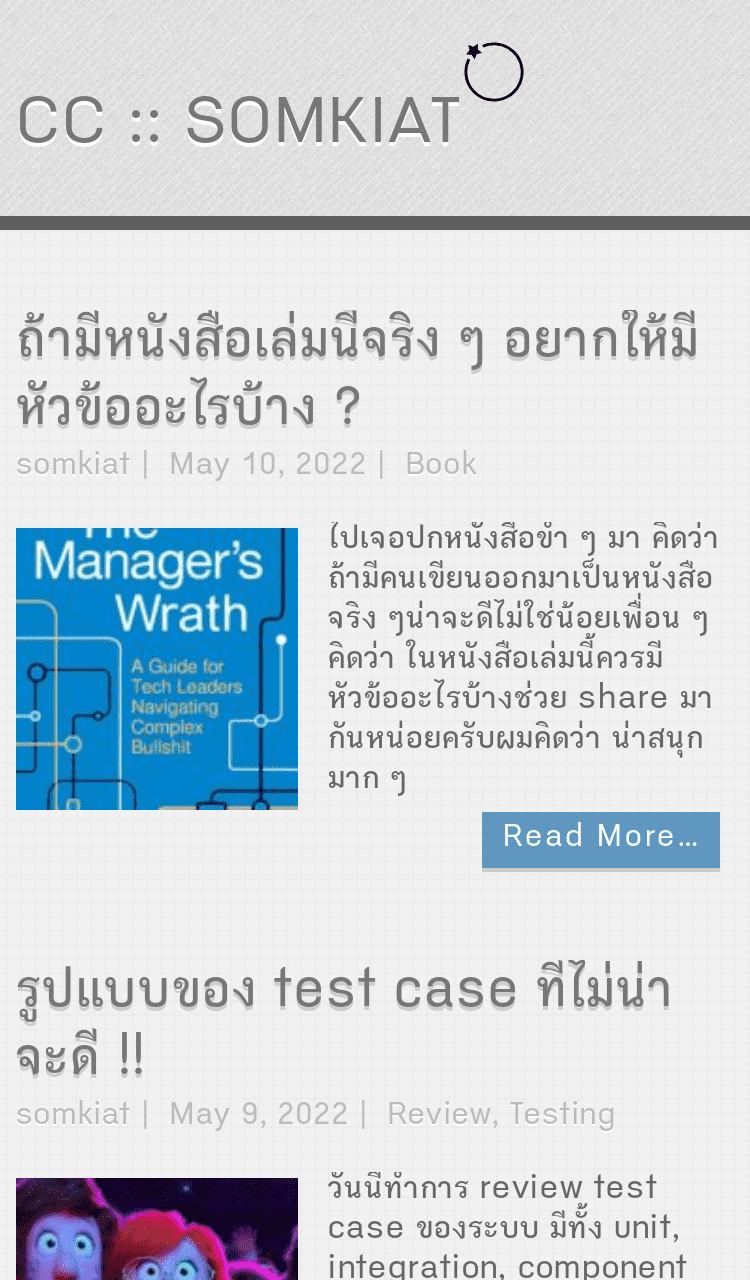 CC :: SOMKIAT
ถ้ามีหนังสือเล่มนี้จริง ๆ อยากให้มี
หัวข้ออะไรบ้าง ?
somkiat | May 10, 2022 | Book
The
Manager's
Wrath
A Guide for
Tech Leaders
Navigating
Complex
Bullshit
ไปเจอปกหนังสือขำ ๆ มา คิดว่า
ถ้ามีคนเขียนออกมาเป็นหนังสือ
จริง ๆน่าจะดีไม่ใช่น้อยเพื่อน ๆ
คิดว่า ในหนังสือเล่มนี้ควรมี
หัวข้ออะไรบ้างช่วย share มา
กันหน่อยครับผมคิดว่า น่าสนุก
มาก ๆ
Read More...
รูปแบบของ test case ที่ไม่น่า
จะดี !!
somkiat | May 9, 2022 | Review, Testing
วันนี้ทำการ review test
case ของระบบ มีทั้ง unit,
integration, component